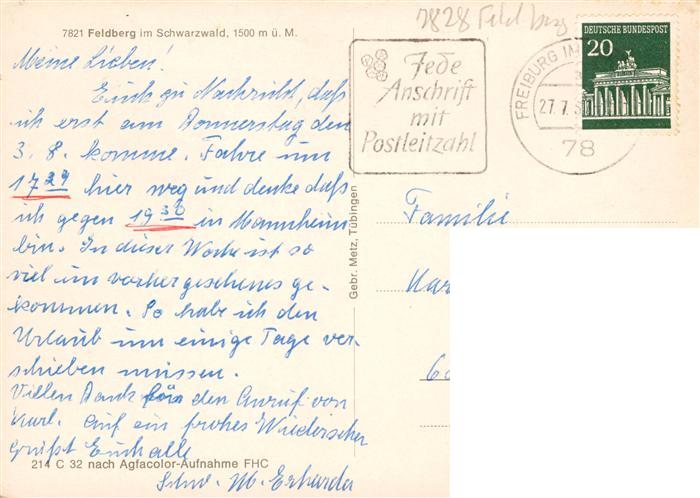 7821 Feldberg im Schwarzwald, 1500 m ü. M.
Meine Lieben!
Euch zu Nachricht, daß
ich erst am Donnerstag den
3. 8. komme. Fahre um
17 29 hier weg und denke daß
ich gegen 19 30 in Mannheim
bin. In dieser Woche ist so
viel unvorhergesehenes ge-
kommen. So habe ich den
Urlaub um einige Tage ver-
schieben müssen.
Vielen Dank für den Anruf von
Karl. Auf ein frohes Wiedersehen
grüßt Euch alle
Schw. M.
214 C 32 nach Agfacolor-Aufnahme FHC
Gebr. Metz, Tübingen
7828 Feldberg
Jede
Anschrift
mit
Postleitzahl
FREIBURG IM
27. 7.
78
DEUTSCHE BUNDESPOST
20
Familie
Kar